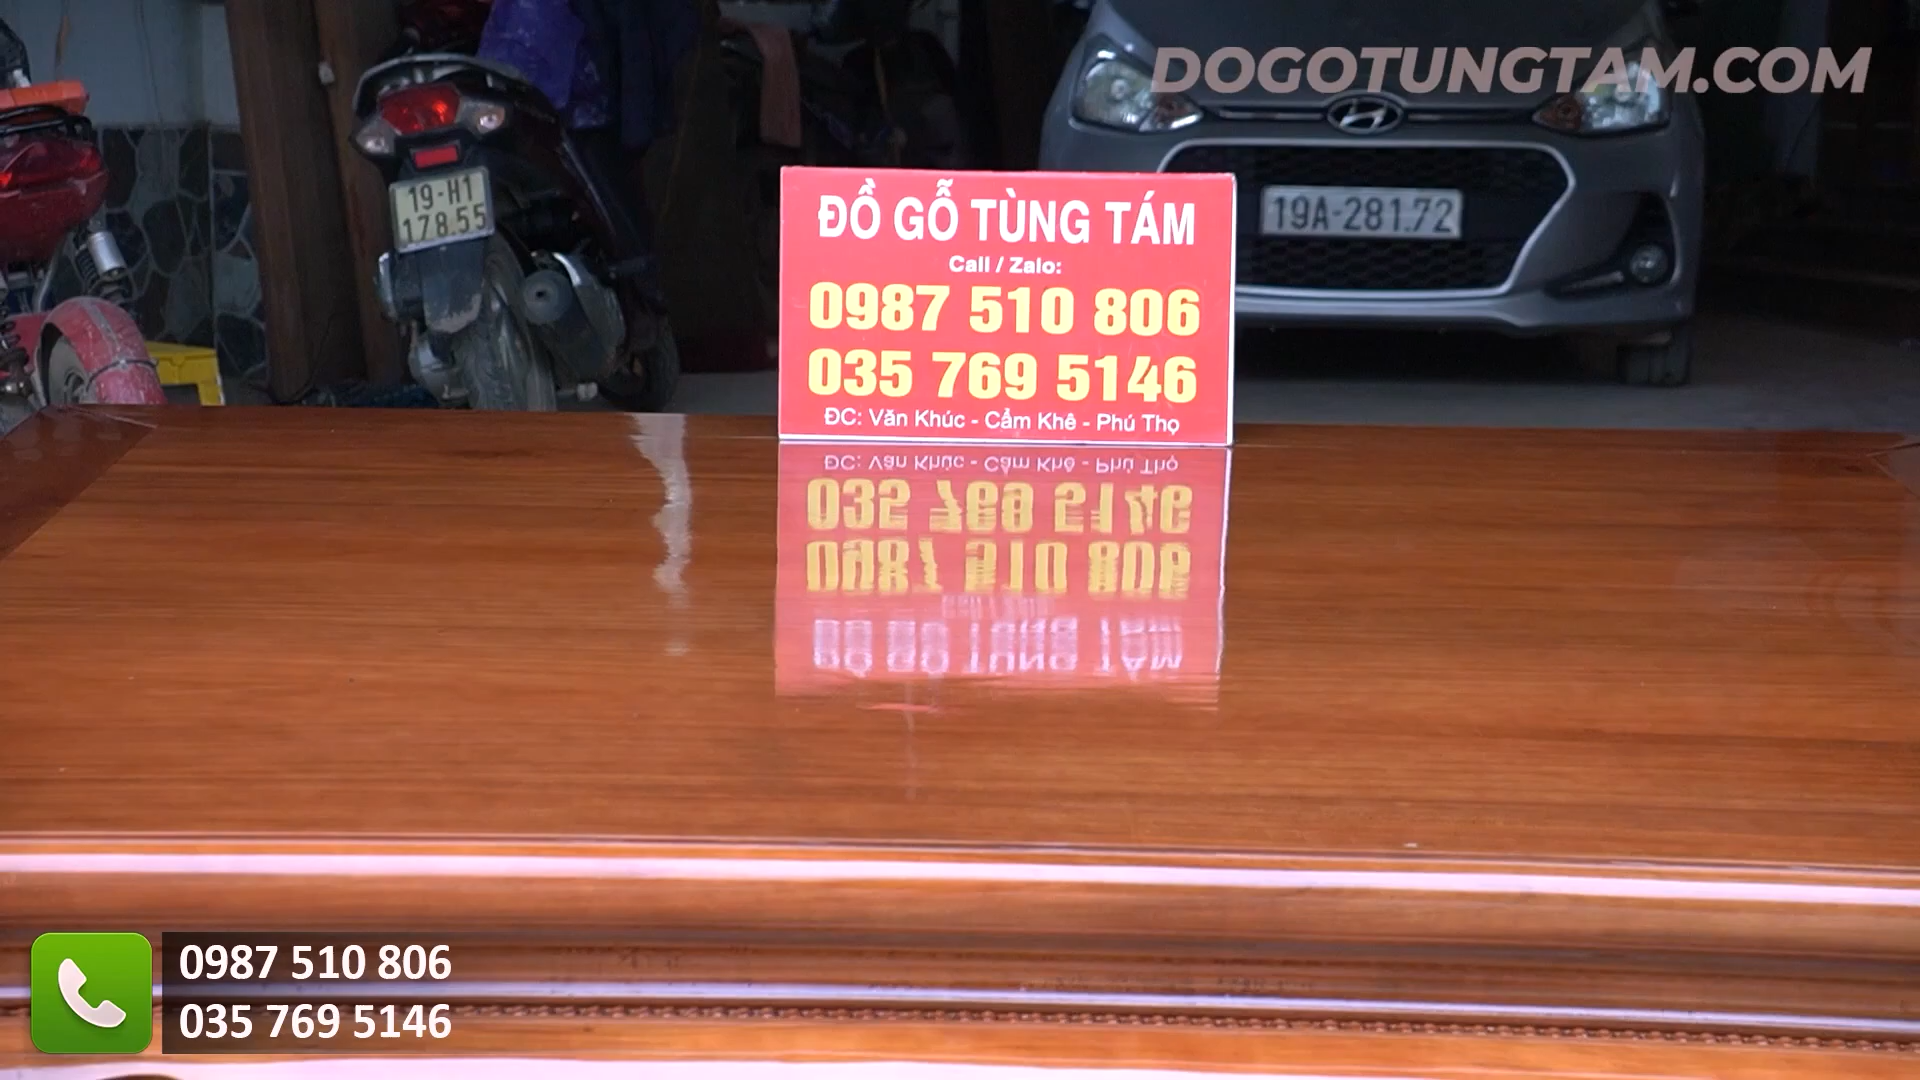 DOGOTUNGTAM.COM
19-H1
178.55
19A-281.72
ĐỒ GỖ TÙNG TÁM
Call / Zalo:
0987 510 806
035 769 5146
ĐC: Văn Khúc - Cẩm Khê - Phú Thọ
0987 510 806
035 769 5146